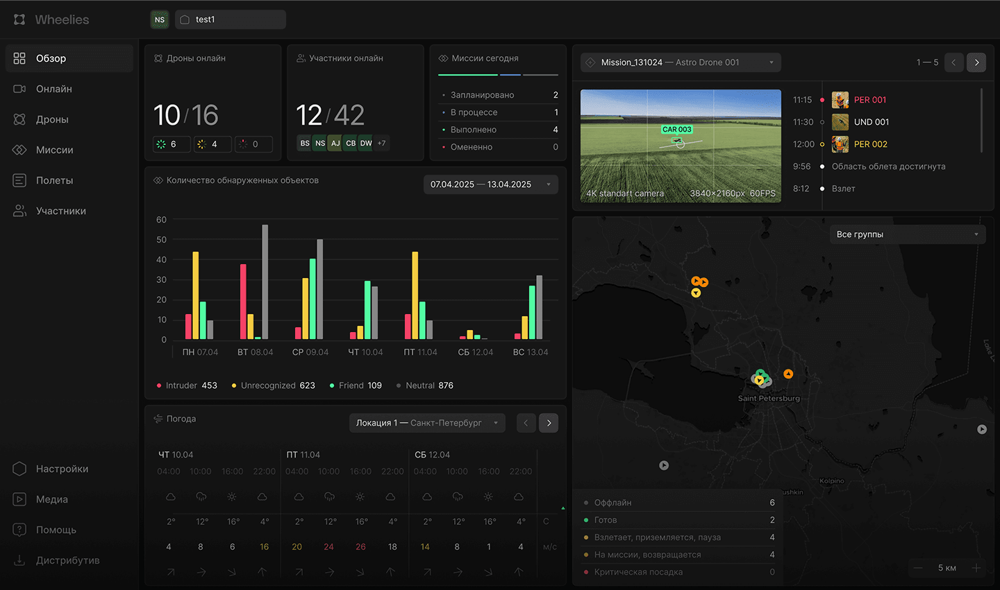 Wheelies
NS
test1
Обзор
Онлайн
Дроны
Миссии
Полеты
Участники
Настройки
Медиа
Помощь
Дистрибутив
Дроны онлайн
10/16
6 4 0
Участники онлайн
12/42
BS NS AJ CB DW +7
Миссии сегодня
Запланировано 2
В процессе 1
Выполнено 4
Омененно 0
Количество обнаруженных объектов
07.04.2025 — 13.04.2025
60
50
40
30
20
10
0
ПН 07.04 ВТ 08.04 СР 09.04 ЧТ 10.04 ПТ 11.04 СБ 12.04 ВС 13.04
Intruder 453 Unrecognized 623 Friend 109 Neutral 876
Погода
Локация 1 — Санкт-Петербург
ЧТ 10.04 ПТ 11.04 СБ 12.04
04:00 10:00 16:00 22:00 04:00 10:00 16:00 22:00 04:00 10:00 16:00 22:00
2° 12° 16° 4° 2° 12° 16° 4° 2° 12° 16° 4° С
4 8 6 16 20 24 26 18 14 8 1 4 м/с
Mission_131024 — Astro Drone 001
1 — 5
CAR 003
4K standart camera 3840×2160px 60FPS
11:15 PER 001
11:30 UND 001
12:00 PER 002
9:56 Область облета достигнута
8:12 Взлет
Все группы
Saint Petersburg
Kolpino
ushkin
Оффлайн 6
Готов 2
Взлетает, приземляется, пауза 4
На миссии, возвращается 4
Критическая посадка 0
5 км